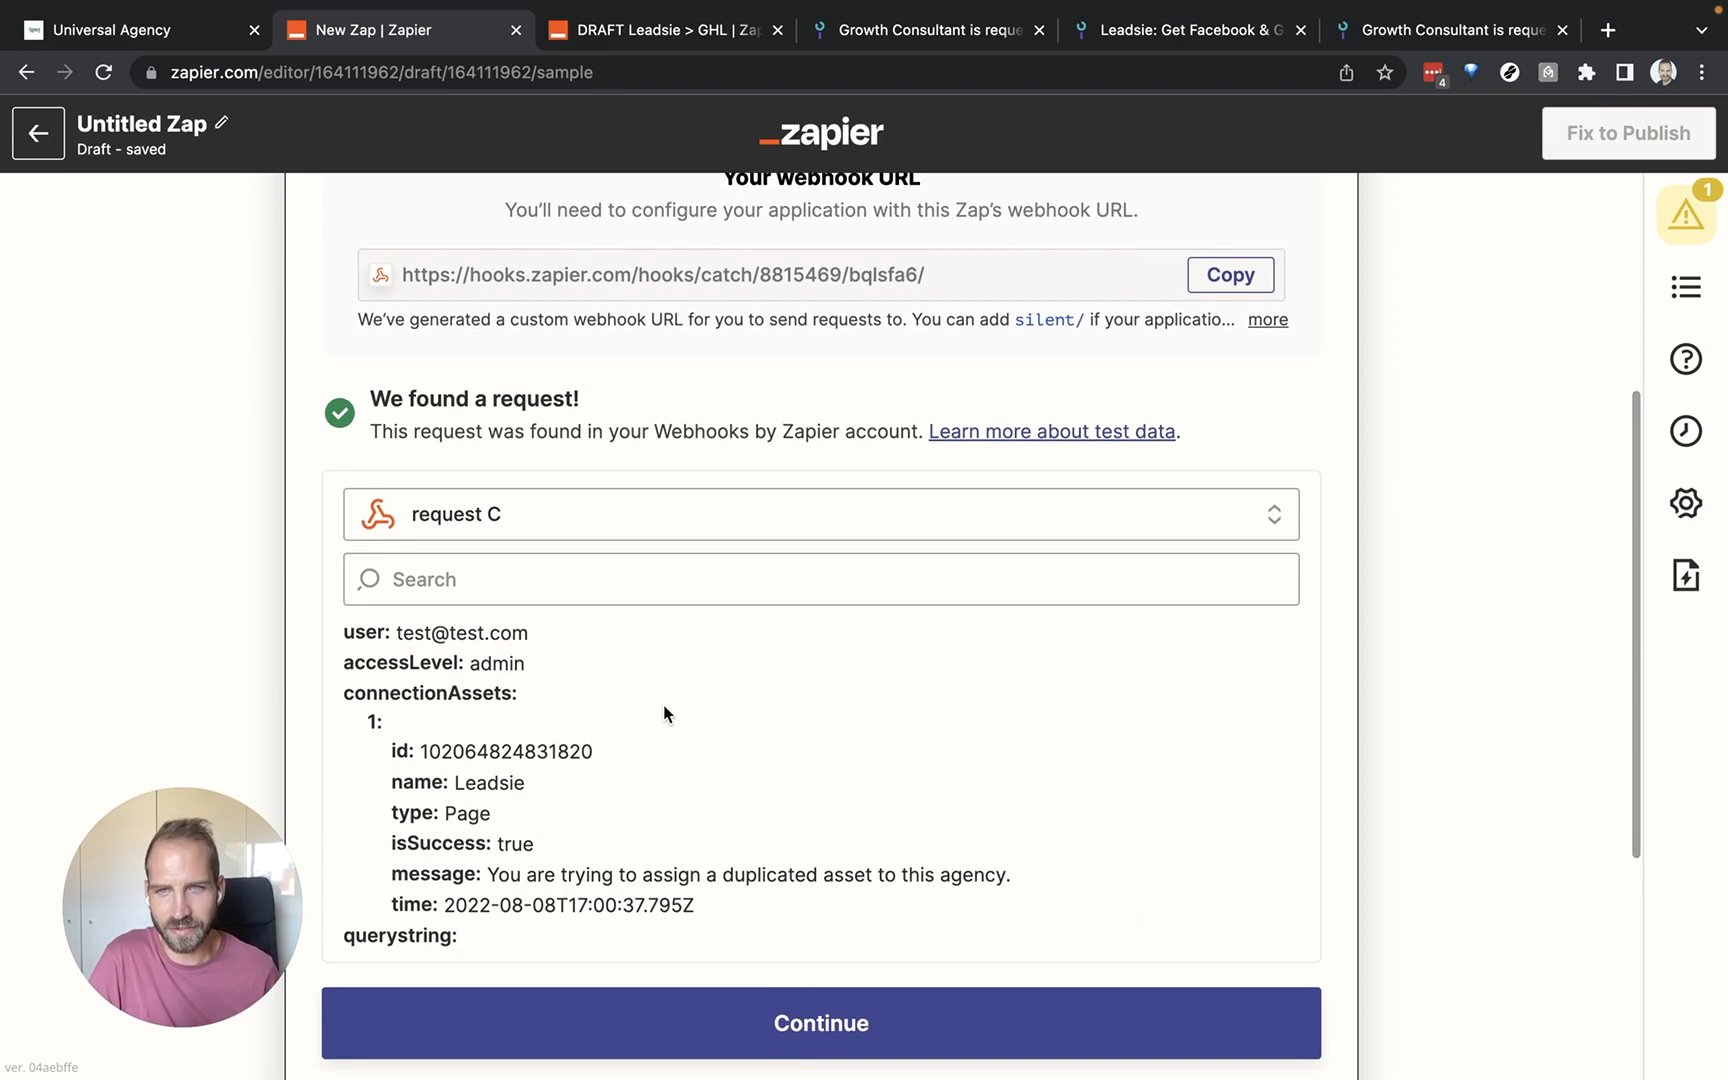 Universal Agency
New Zap | Zapier
DRAFT Leadsie > GHL | Zap
Growth Consultant is reque
Leadsie: Get Facebook & G
Growth Consultant is reque
zapier.com/editor/164111962/draft/164111962/sample
4
Untitled Zap
Draft - saved
zapier
Fix to Publish
1
Your webhook URL
You'll need to configure your application with this Zap's webhook URL.
https://hooks.zapier.com/hooks/catch/8815469/bqlsfa6/
Copy
We've generated a custom webhook URL for you to send requests to. You can add silent/ if your applicatio... more
We found a request!
This request was found in your Webhooks by Zapier account. Learn more about test data.
request C
Search
user: test@test.com
accessLevel: admin
connectionAssets:
1:
id: 102064824831820
name: Leadsie
type: Page
isSuccess: true
message: You are trying to assign a duplicated asset to this agency.
time: 2022-08-08T17:00:37.795Z
querystring:
Continue
ver. 04aebffe